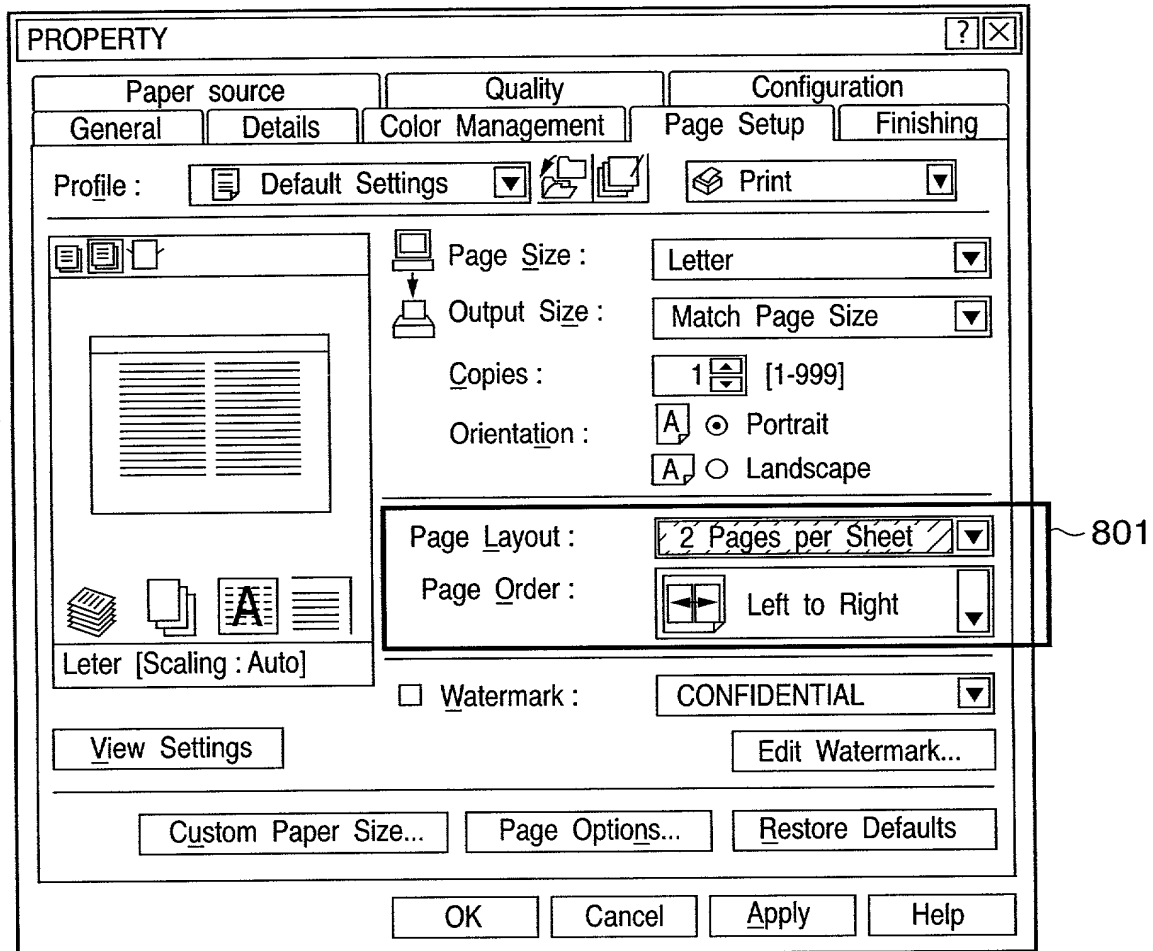 PROPERTY ? X
Paper source Quality Configuration
General Details Color Management Page Setup Finishing
Profile : Default Settings Print
Page Size : Letter
Output Size : Match Page Size
Copies : 1 [1-999]
Orientation : A Portrait
A Landscape
Page Layout : 2 Pages per Sheet 801
Page Order : Left to Right
A
Leter [Scaling : Auto]
Watermark : CONFIDENTIAL
View Settings Edit Watermark...
Custom Paper Size... Page Options... Restore Defaults
OK Cancel Apply Help